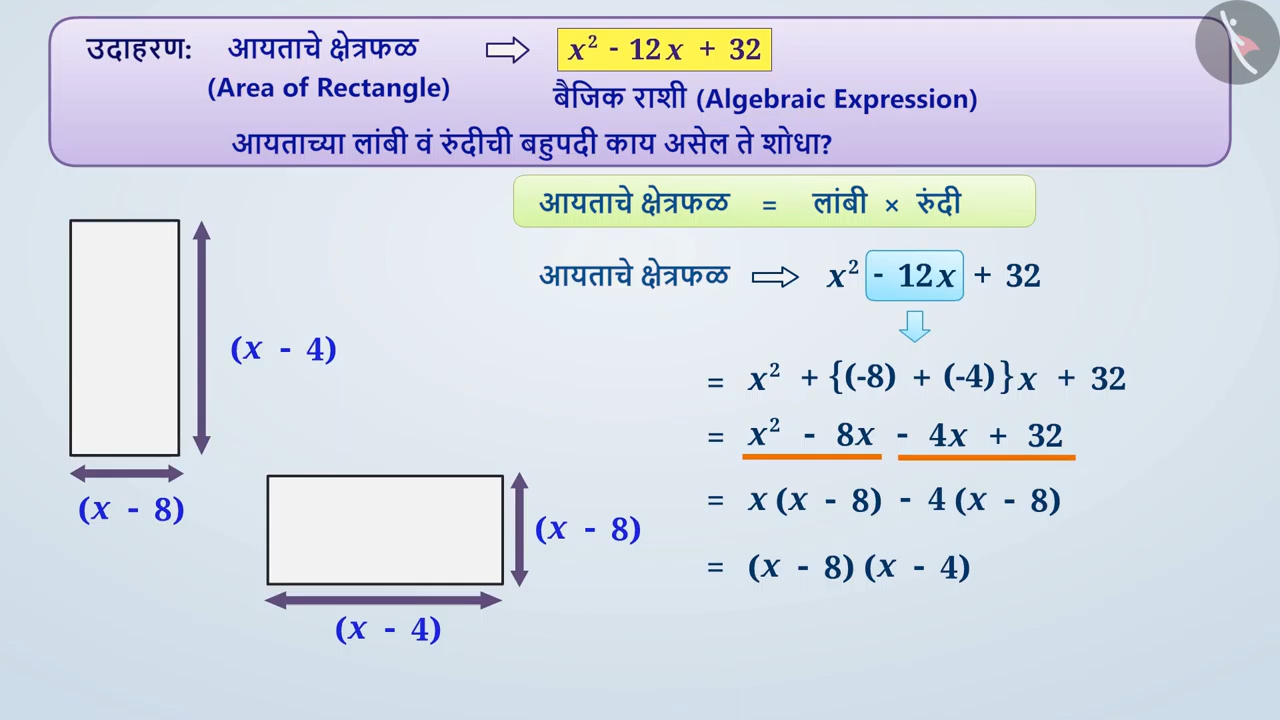 उदाहरण: आयताचे क्षेत्रफळ ⇨ x² - 12x + 32
(Area of Rectangle) बैजिक राशी (Algebraic Expression)
आयताच्या लांबी वं रुंदीची बहुपदी काय असेल ते शोधा?
आयताचे क्षेत्रफळ = लांबी × रुंदी
आयताचे क्षेत्रफळ ⇨ x² - 12x + 32
= x² + {(-8) + (-4)}x + 32
= x² - 8x - 4x + 32
= x (x - 8) - 4 (x - 8)
= (x - 8) (x - 4)
(x - 4)
(x - 8)
(x - 8)
(x - 4)